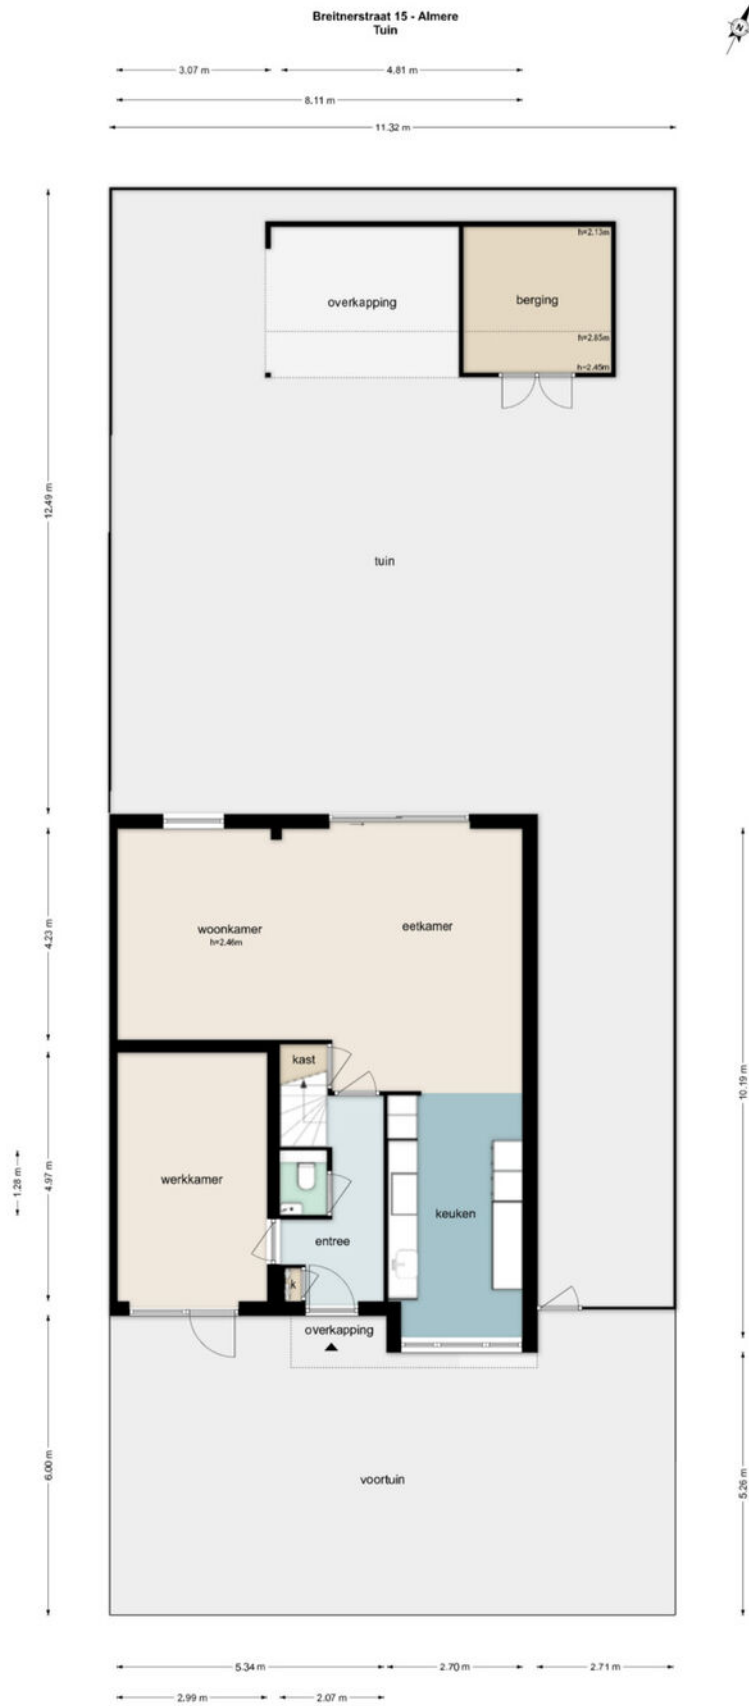 Breitnerstraat 15 - Almere
Tuin
N
3.07 m
4.81 m
8.11 m
11.32 m
h=2.13m
overkapping
berging
h=2.85m
h=2.45m
12.49 m
tuin
woonkamer
h=2.46m
eetkamer
4.23 m
kast
10.19 m
1.28 m
4.97 m
werkkamer
keuken
entree
k
overkapping
6.00 m
voortuin
5.26 m
5.34 m
2.70 m
2.71 m
2.99 m
2.07 m